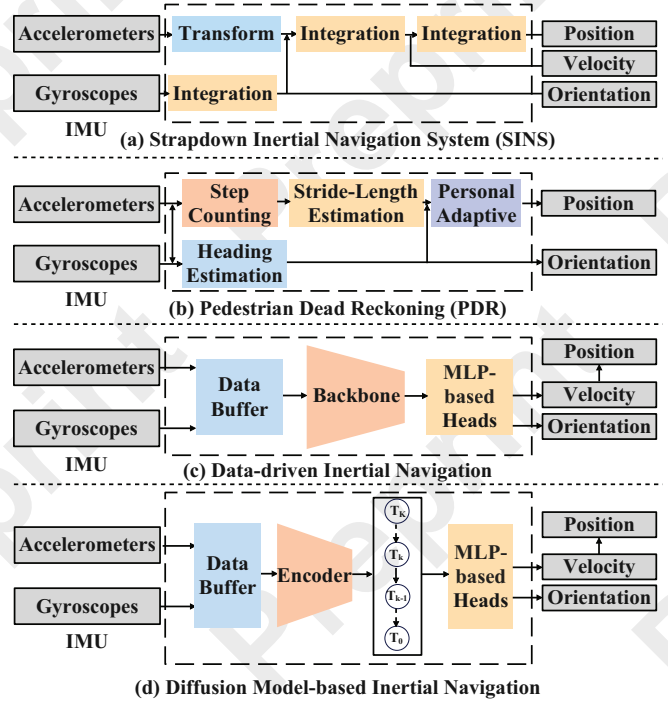 Accelerometers
Transform
Integration
Integration
Position
Velocity
Gyroscopes
Integration
Orientation
IMU
(a) Strapdown Inertial Navigation System (SINS)
Accelerometers
Step
Counting
Stride-Length
Estimation
Personal
Adaptive
Position
Gyroscopes
Heading
Estimation
Orientation
IMU
(b) Pedestrian Dead Reckoning (PDR)
Accelerometers
Gyroscopes
IMU
Data
Buffer
Backbone
MLP-
based
Heads
Position
Velocity
Orientation
(c) Data-driven Inertial Navigation
Accelerometers
Gyroscopes
IMU
Data
Buffer
Encoder
T_K
T_k
T_k-1
T_0
MLP-
based
Heads
Position
Velocity
Orientation
(d) Diffusion Model-based Inertial Navigation
Preprint
Preprint
Preprint